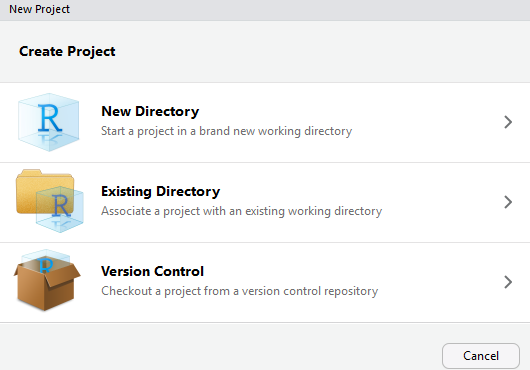 New Project
Create Project
R
New Directory
Start a project in a brand new working directory
R
Existing Directory
Associate a project with an existing working directory
R
Version Control
Checkout a project from a version control repository
Cancel